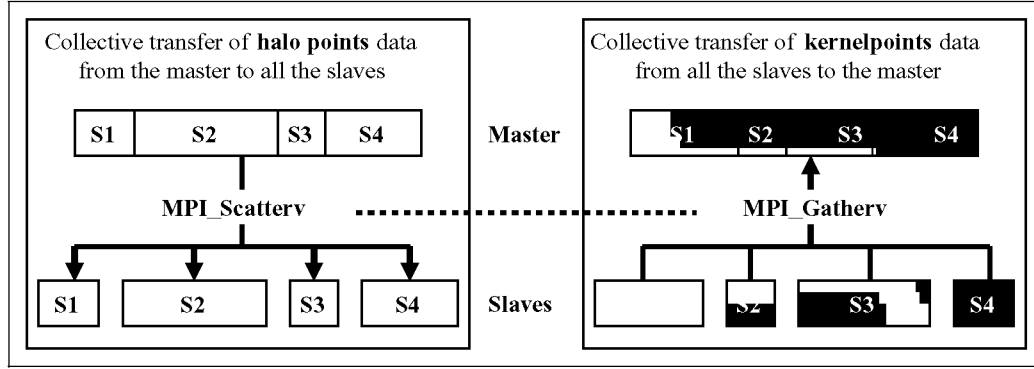 Collective transfer of halo points data
from the master to all the slaves
S1 S2 S3 S4
MPI_Scatterv
S1 S2 S3 S4
Master
Slaves
Collective transfer of kernelpoints data
from all the slaves to the master
S1 S2 S3 S4
MPI_Gatherv
S2 S3 S4